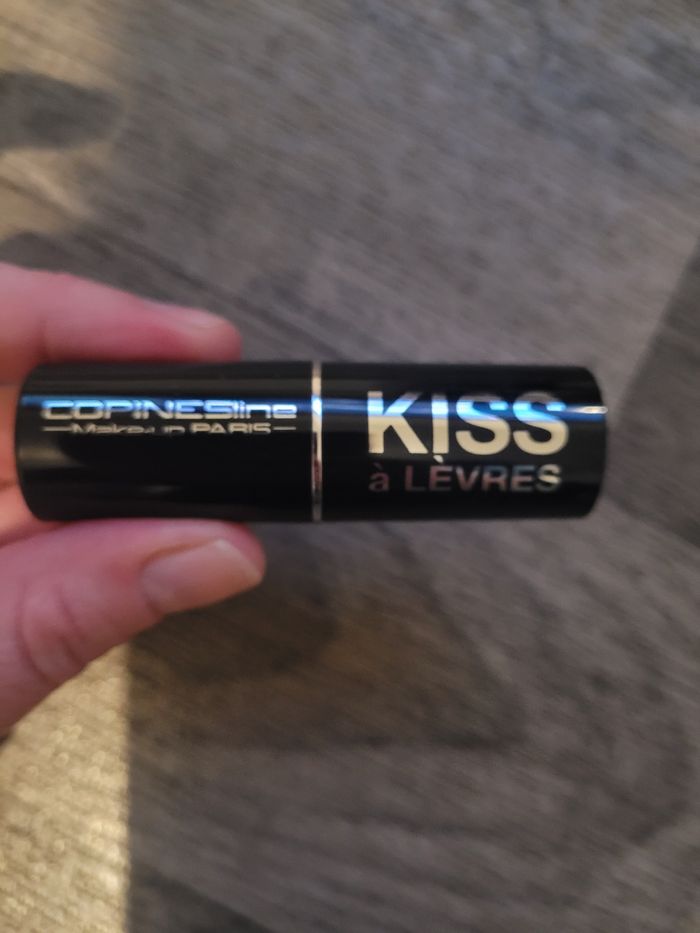 COPINESline
Make-up PARIS
KISS
à LÈVRES